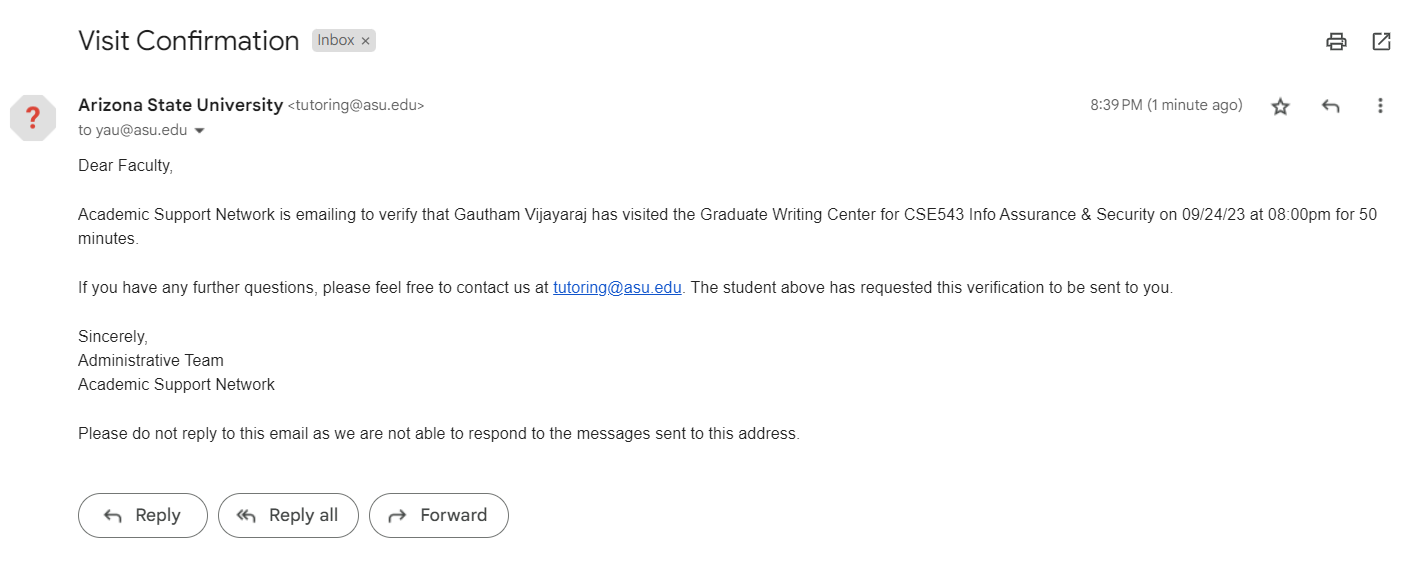 Visit Confirmation Inbox ×
?
Arizona State University <tutoring@asu.edu> 8:39 PM (1 minute ago)
to yau@asu.edu
Dear Faculty,
Academic Support Network is emailing to verify that Gautham Vijayaraj has visited the Graduate Writing Center for CSE543 Info Assurance & Security on 09/24/23 at 08:00pm for 50
minutes.
If you have any further questions, please feel free to contact us at tutoring@asu.edu. The student above has requested this verification to be sent to you.
Sincerely,
Administrative Team
Academic Support Network
Please do not reply to this email as we are not able to respond to the messages sent to this address.
Reply Reply all Forward